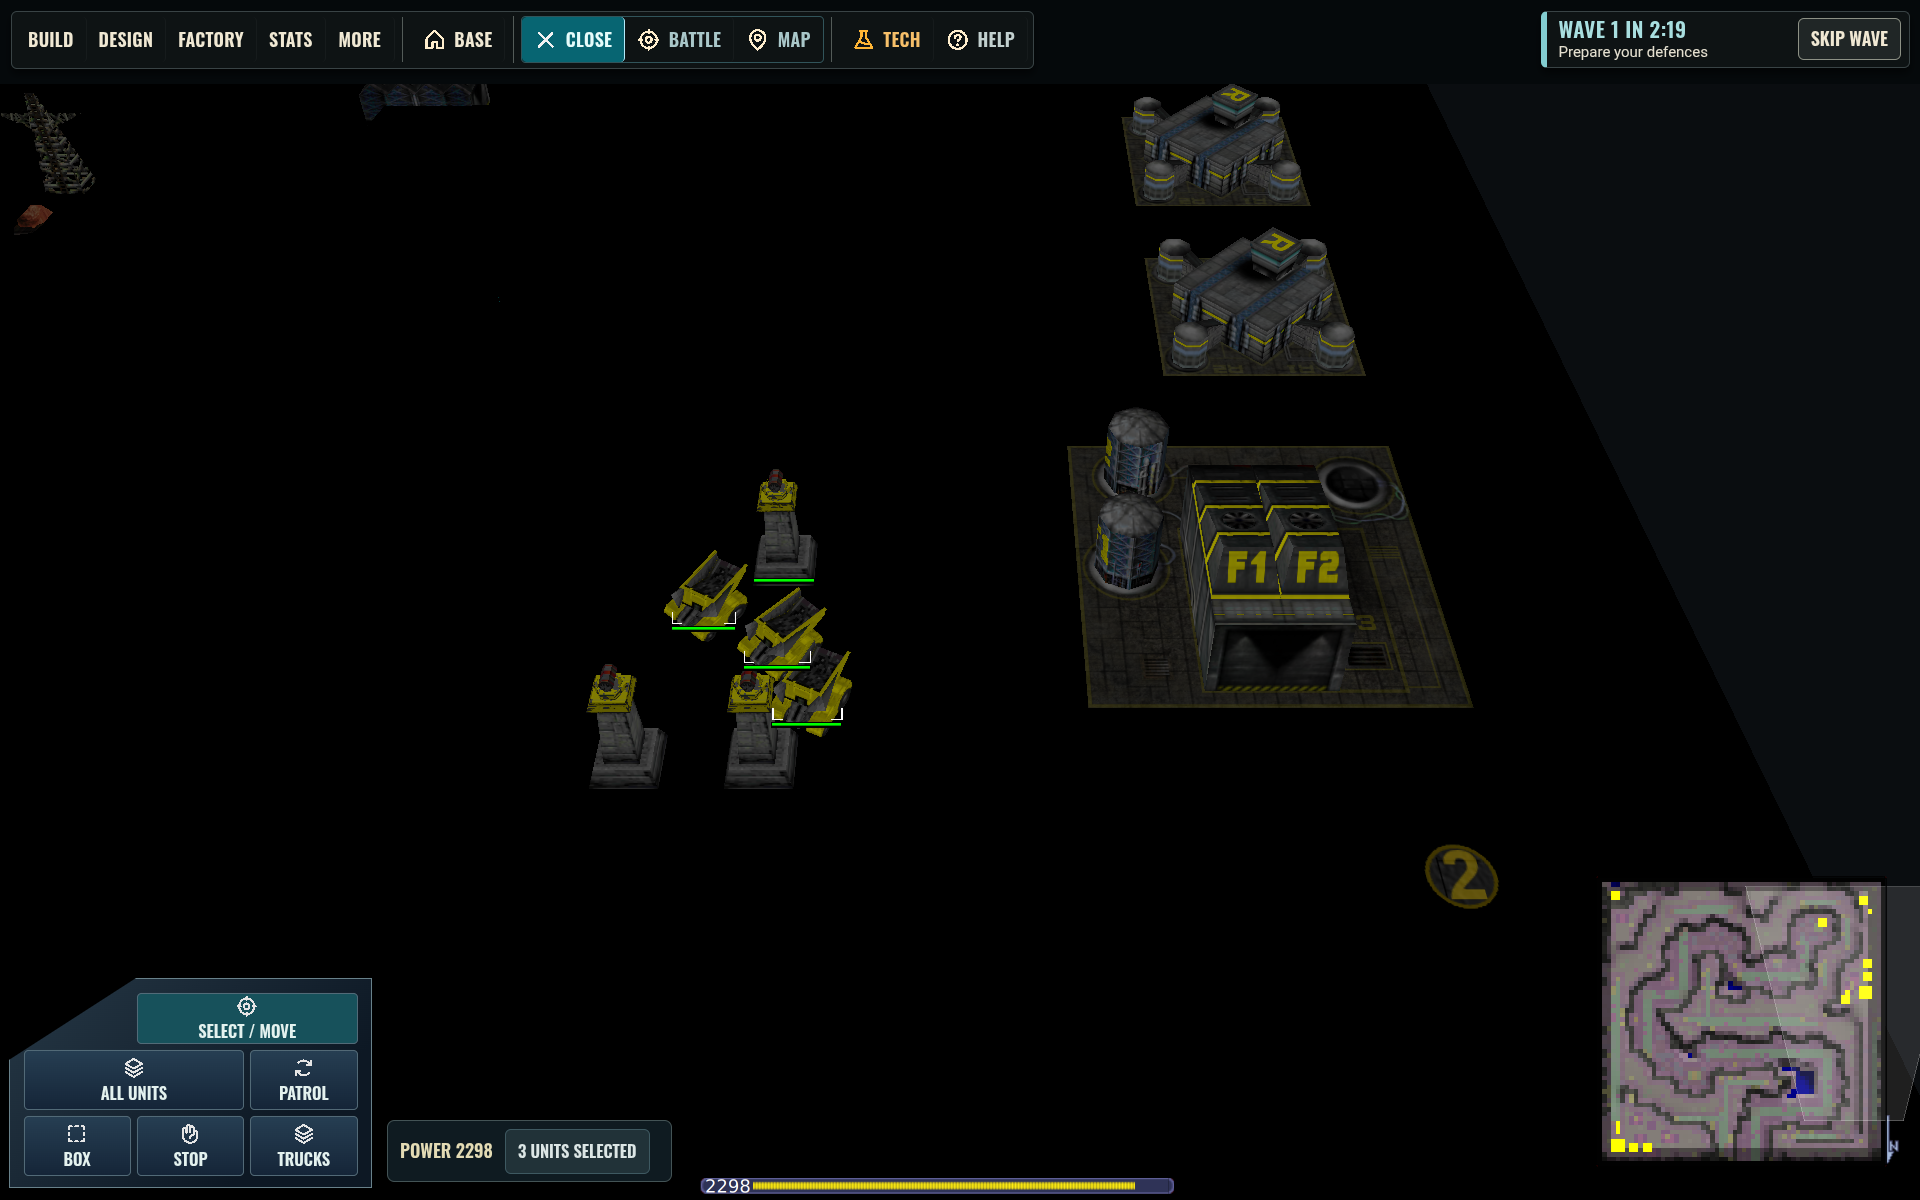 BUILD DESIGN FACTORY STATS MORE BASE CLOSE BATTLE MAP TECH HELP
WAVE 1 IN 2:19
Prepare your defences
SKIP WAVE
R
R
F1 F2
3
2
SELECT / MOVE
ALL UNITS PATROL
BOX STOP TRUCKS
POWER 2298 3 UNITS SELECTED
2298
N